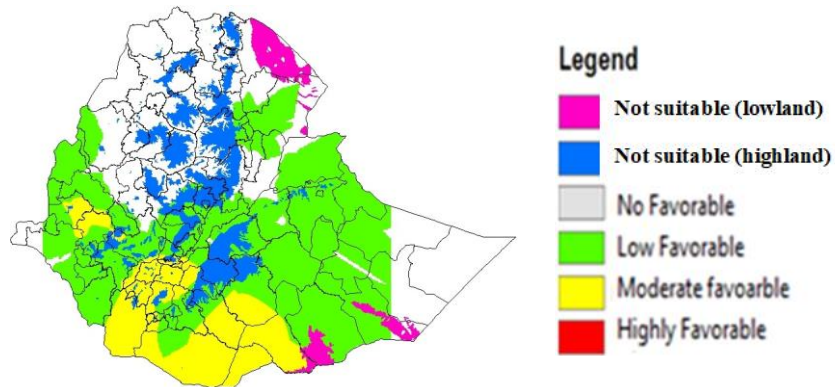 Legend
Not suitable (lowland)
Not suitable (highland)
No Favorable
Low Favorable
Moderate favoarble
Highly Favorable